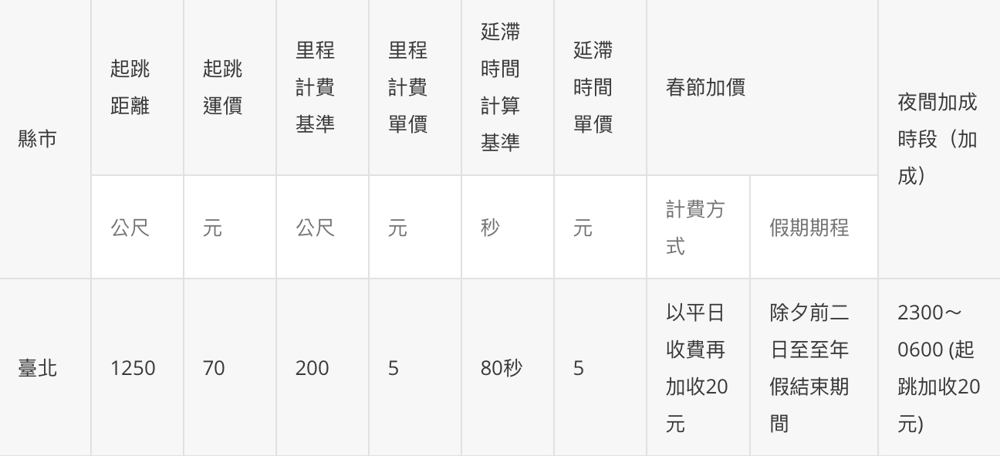 縣市
起跳
距離
起跳
運價
里程
計費
基準
里程
計費
單價
延滯
時間
計算
基準
延滯
時間
單價
春節加價
夜間加成
時段（加
成）
公尺
元
公尺
元
秒
元
計費方
式
假期期程
臺北
1250
70
200
5
80秒
5
以平日
收費再
加收20
元
除夕前二
日至至年
假結束期
間
2300～
0600 (起
跳加收20
元)